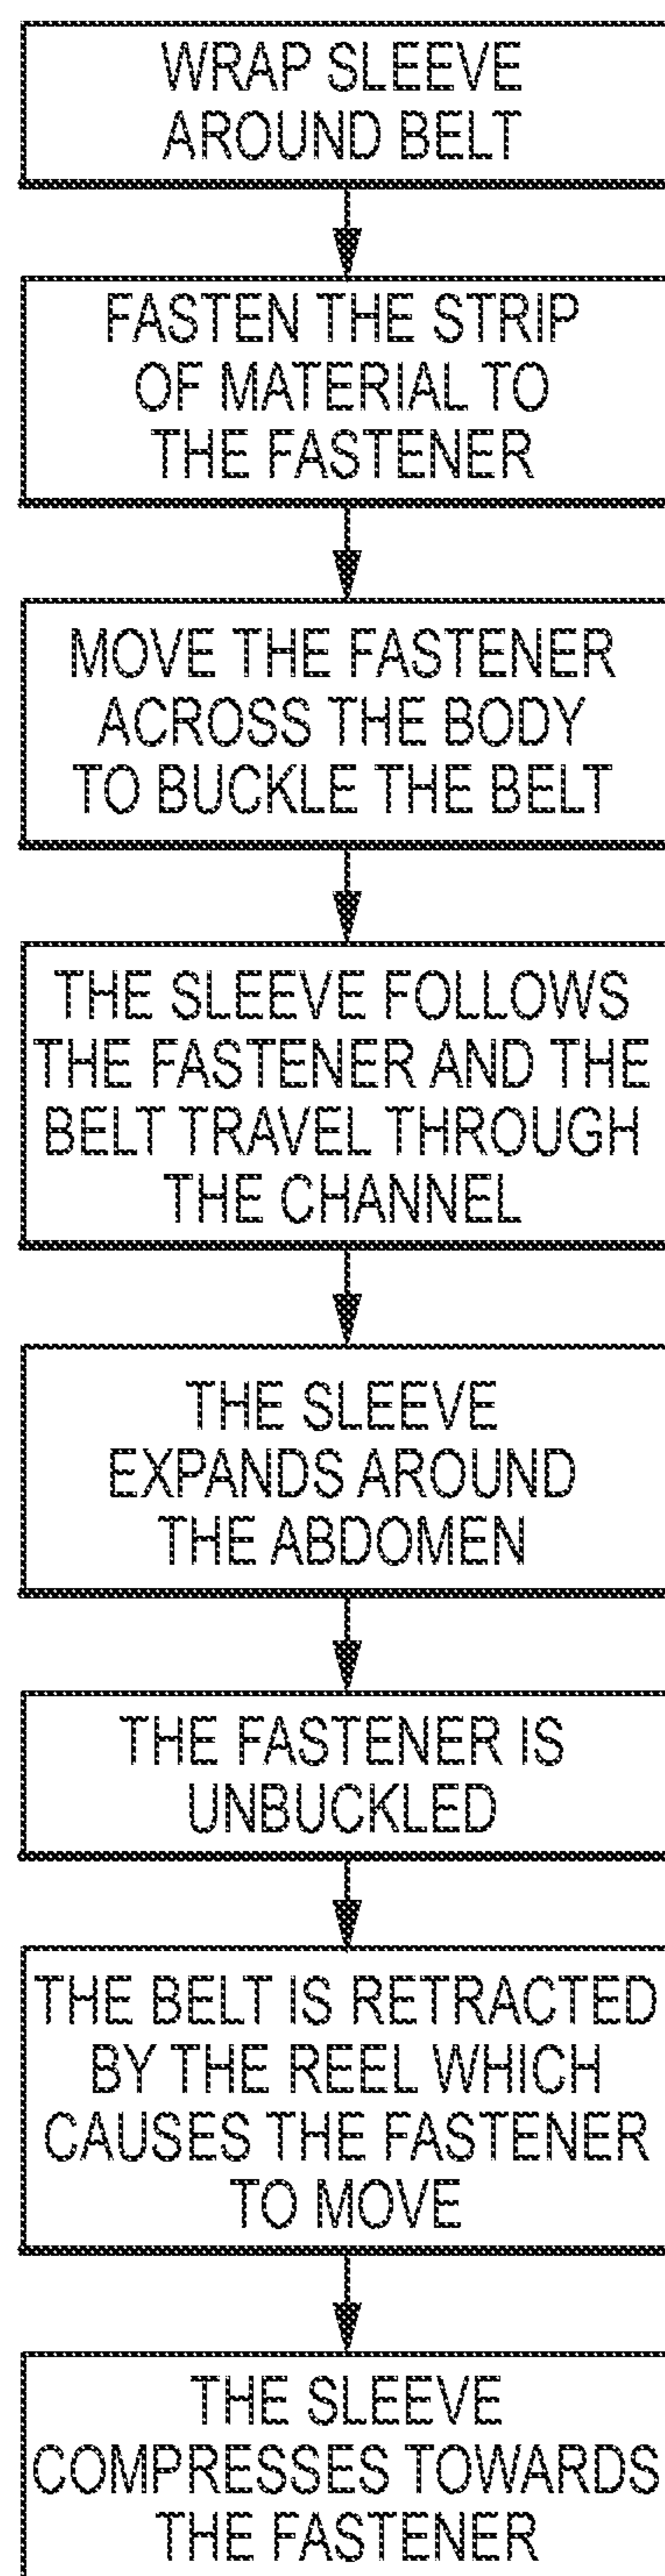 WRAP SLEEVE
AROUND BELT
FASTEN THE STRIP
OF MATERIAL TO
THE FASTENER
MOVE THE FASTENER
ACROSS THE BODY
TO BUCKLE THE BELT
THE SLEEVE FOLLOWS
THE FASTENER AND THE
BELT TRAVEL THROUGH
THE CHANNEL
THE SLEEVE
EXPANDS AROUND
THE ABDOMEN
THE FASTENER IS
UNBUCKLED
THE BELT IS RETRACTED
BY THE REEL WHICH
CAUSES THE FASTENER
TO MOVE
THE SLEEVE
COMPRESSES TOWARDS
THE FASTENER